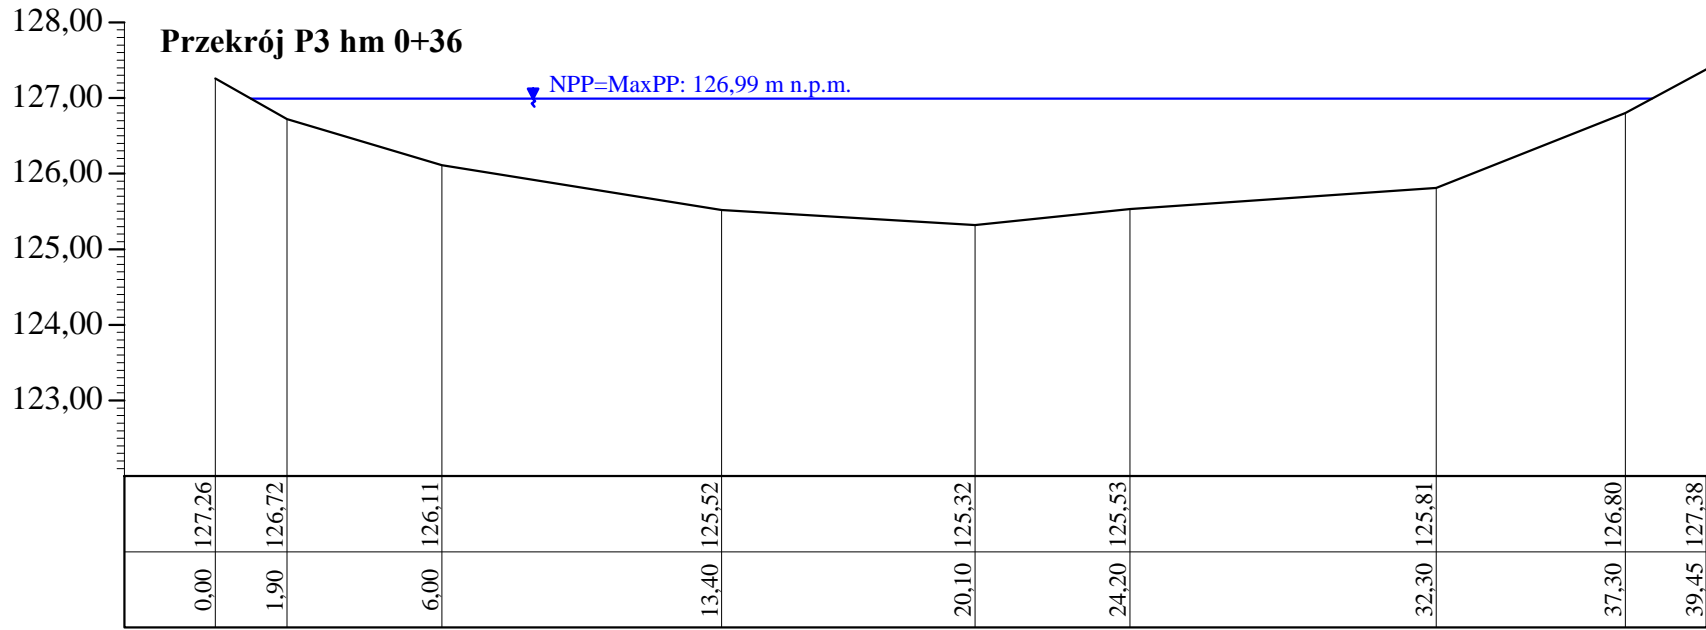 128,00
Przekrój P3 hm 0+36
NPP=MaxPP: 126,99 m n.p.m.
127,00
126,00
125,00
124,00
123,00
127,26 126,72 126,11 125,52 125,32 125,53 125,81 126,80 127,38
0,00 1,90 6,00 13,40 20,10 24,20 32,30 37,30 39,45